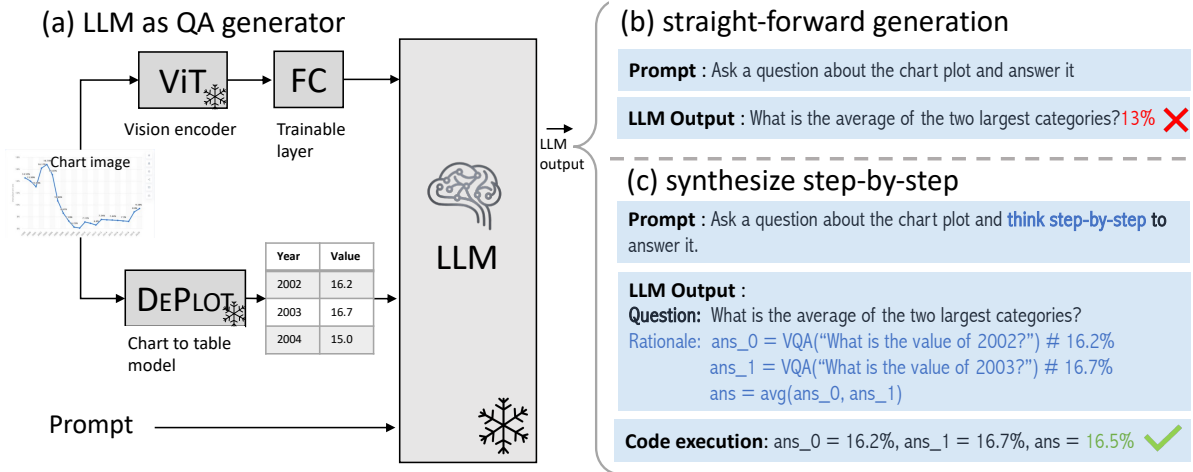 (a) LLM as QA generator
ViT
FC
Vision encoder
Trainable
layer
Chart image
DEPLOT
Chart to table
model
Year Value
2002 16.2
2003 16.7
2004 15.0
Prompt
LLM
LLM
output
(b) straight-forward generation
Prompt : Ask a question about the chart plot and answer it
LLM Output : What is the average of the two largest categories?13%
(c) synthesize step-by-step
Prompt : Ask a question about the chart plot and think step-by-step to
answer it.
LLM Output :
Question: What is the average of the two largest categories?
Rationale: ans_0 = VQA(“What is the value of 2002?”) # 16.2%
ans_1 = VQA(“What is the value of 2003?”) # 16.7%
ans = avg(ans_0, ans_1)
Code execution: ans_0 = 16.2%, ans_1 = 16.7%, ans = 16.5%